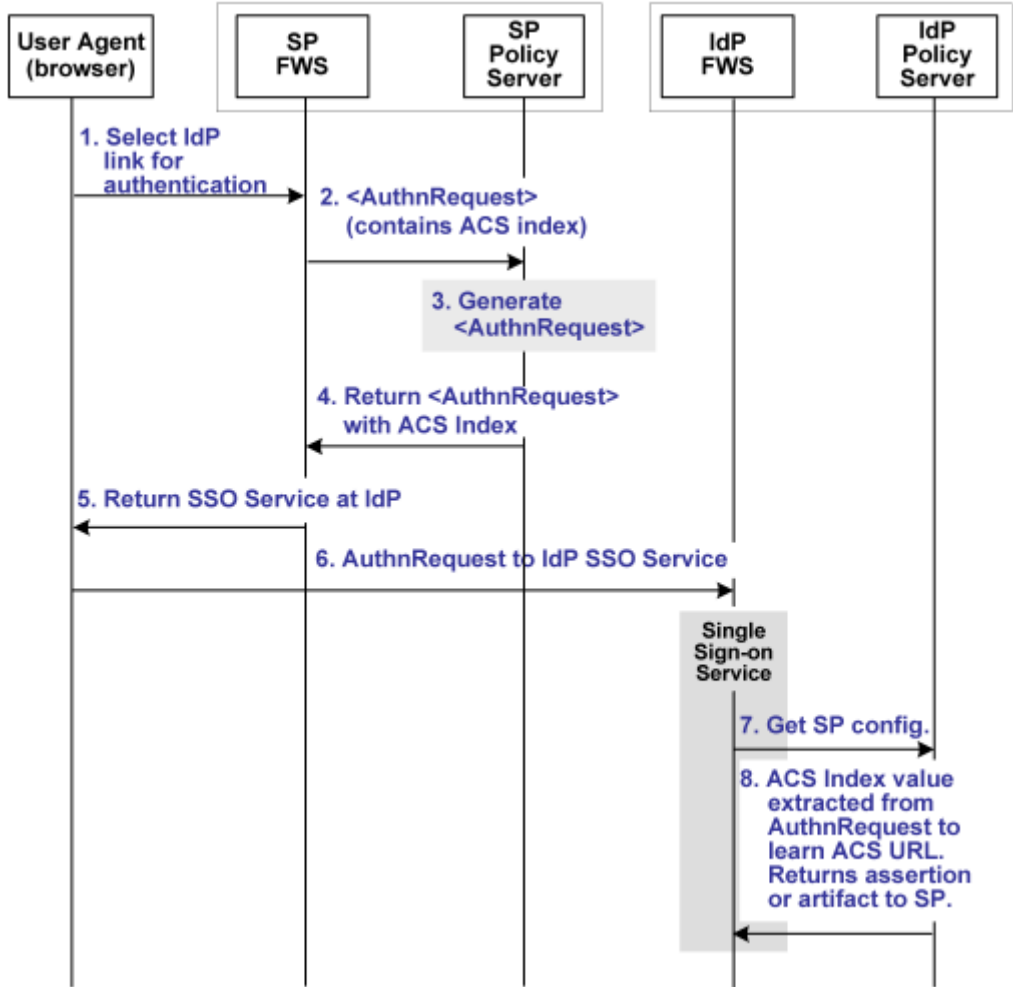 User Agent
(browser)
SP
FWS
SP
Policy
Server
IdP
FWS
IdP
Policy
Server
1. Select IdP
link for
authentication
2. <AuthnRequest>
(contains ACS index)
3. Generate
<AuthnRequest>
4. Return <AuthnRequest>
with ACS Index
5. Return SSO Service at IdP
6. AuthnRequest to IdP SSO Service
Single
Sign-on
Service
7. Get SP config.
8. ACS Index value
extracted from
AuthnRequest to
learn ACS URL.
Returns assertion
or artifact to SP.